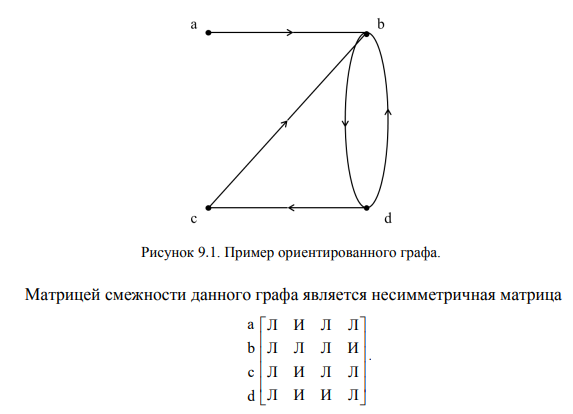 a b
c d
Рисунок 9.1. Пример ориентированного графа.
Матрицей смежности данного графа является несимметричная матрица
a Л И Л Л
b Л Л Л И
c Л И Л Л
d Л И И Л .